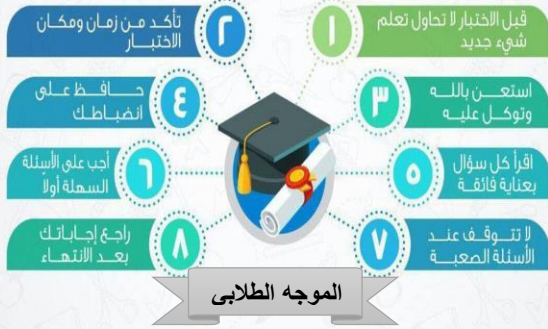 ١
قبل الاختبار لا تحاول تعلم
شيء جديد
٢
تأكد من زمان ومكان
الاختبار
٣
استعن بالله
وتوكل عليه
٤
حافظ على
انضباطك
٥
اقرأ كل سؤال
بعناية فائقة
٦
أجب على الأسئلة
السهلة أولا
٧
لا تتوقف عند
الأسئلة الصعبة
٨
راجع إجاباتك
بعد الانتهاء
الموجه الطلابى